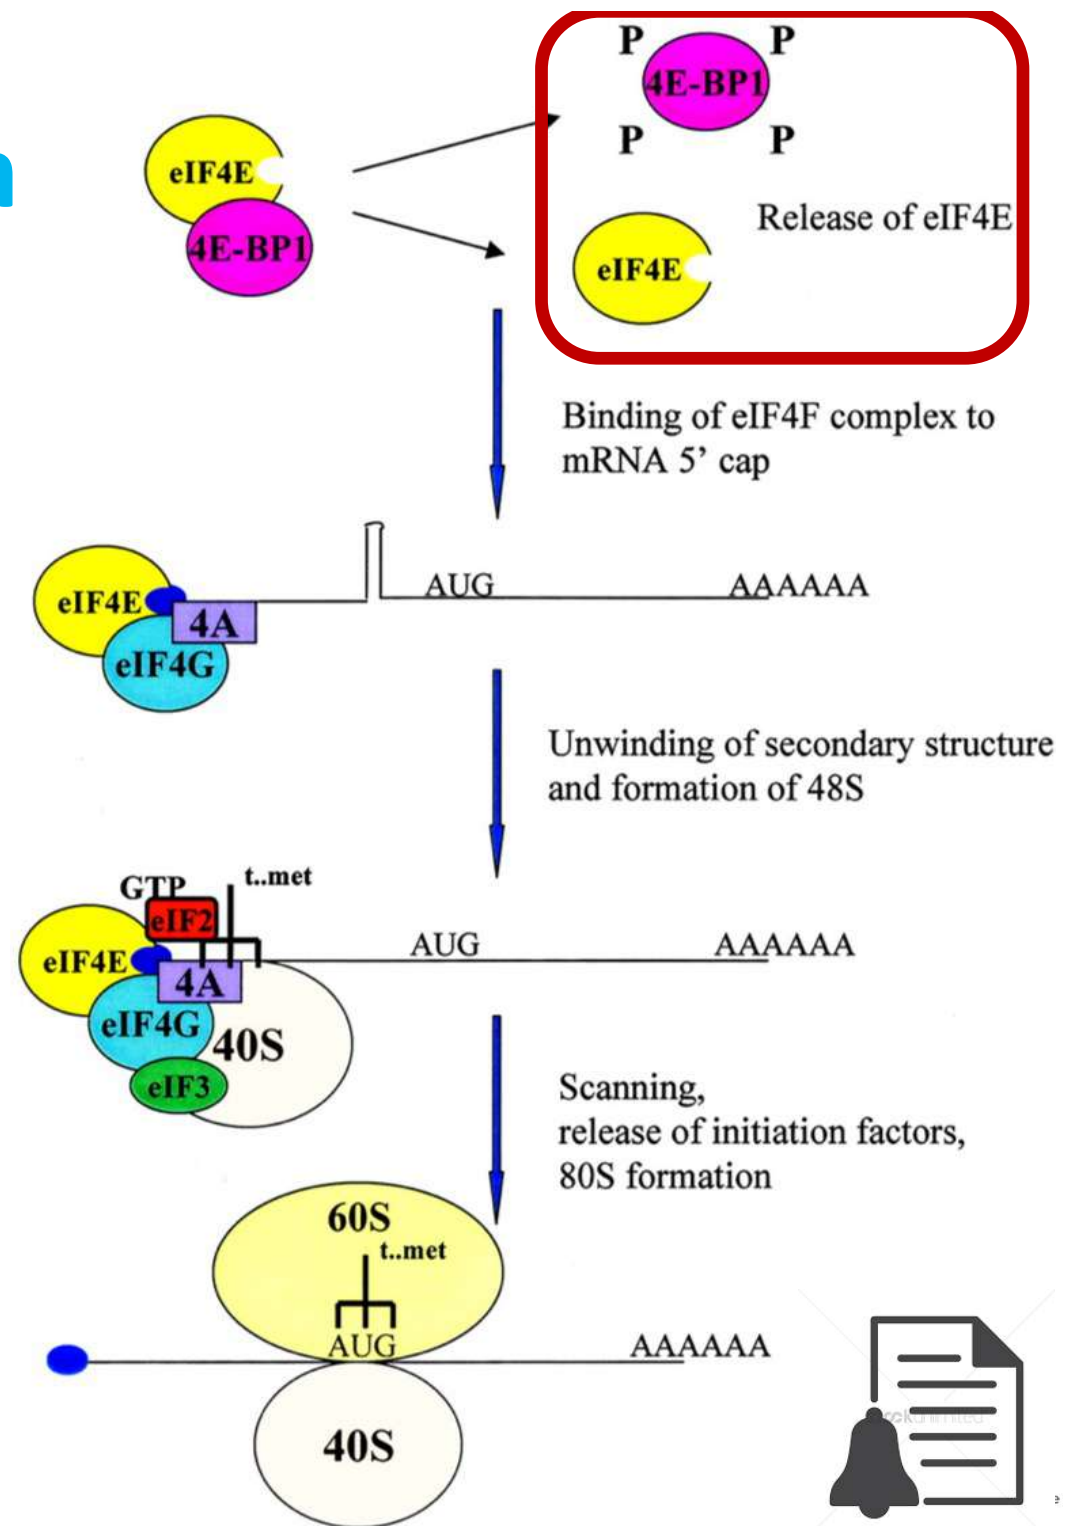 P P
4E-BP1
P P
eIF4E
4E-BP1
Release of eIF4E
eIF4E
Binding of eIF4F complex to
mRNA 5’ cap
AUG AAAAAA
eIF4E
4A
eIF4G
Unwinding of secondary structure
and formation of 48S
GTP t..met
eIF2
AUG AAAAAA
eIF4E
4A
eIF4G
40S
eIF3
Scanning,
release of initiation factors,
80S formation
60S
t..met
AUG AAAAAA
40S